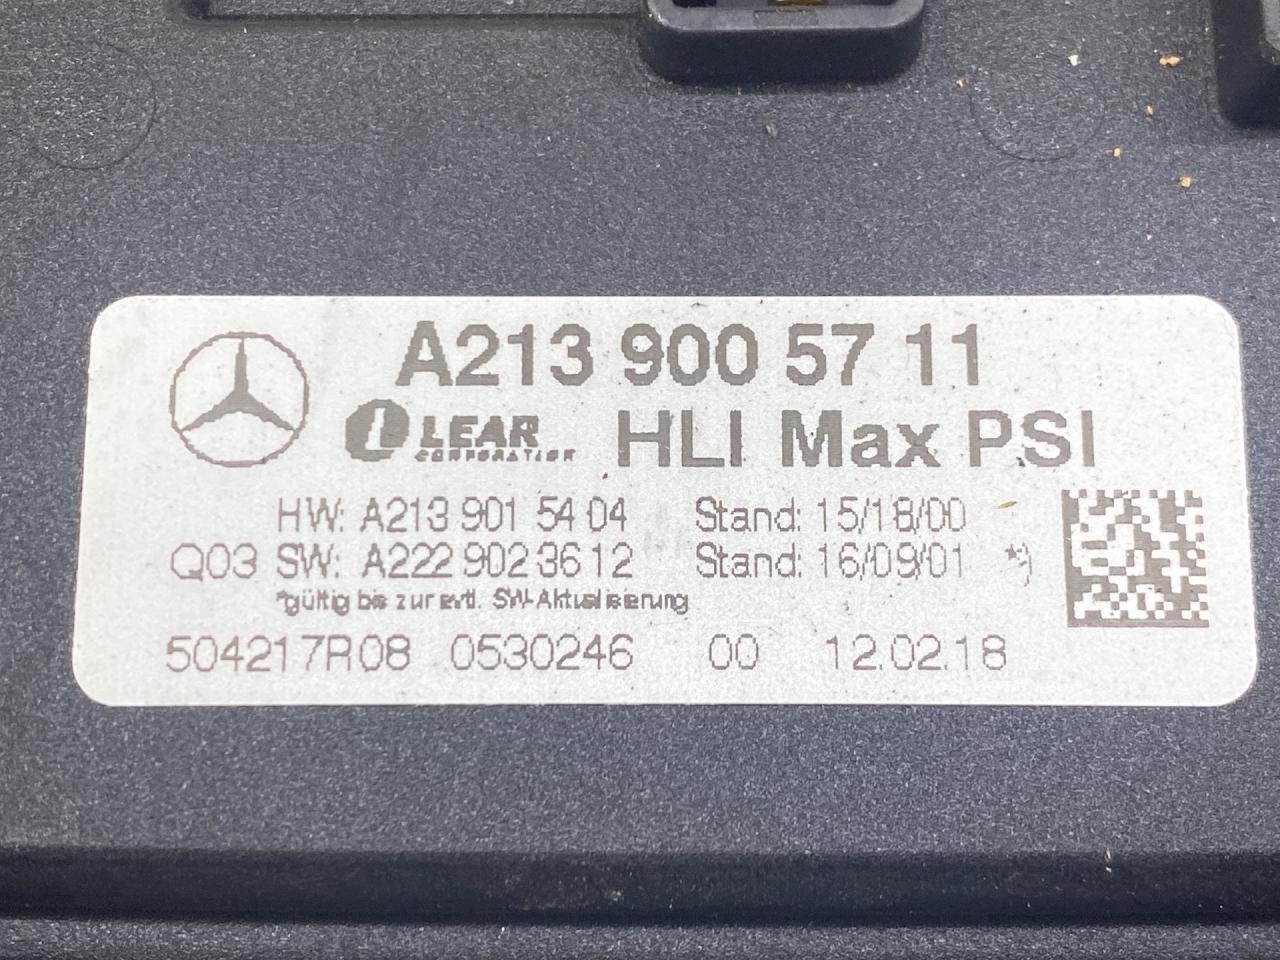 A213 900 57 11
L LEAR CORPORATION HLI Max PSI
HW: A213 901 54 04 Stand: 15/18/00
Q03 SW: A222 902 36 12 Stand: 16/09/01 *)
*gültig bis zur evtl. SW-Aktualisierung
504217R08 0530246 00 12.02.18